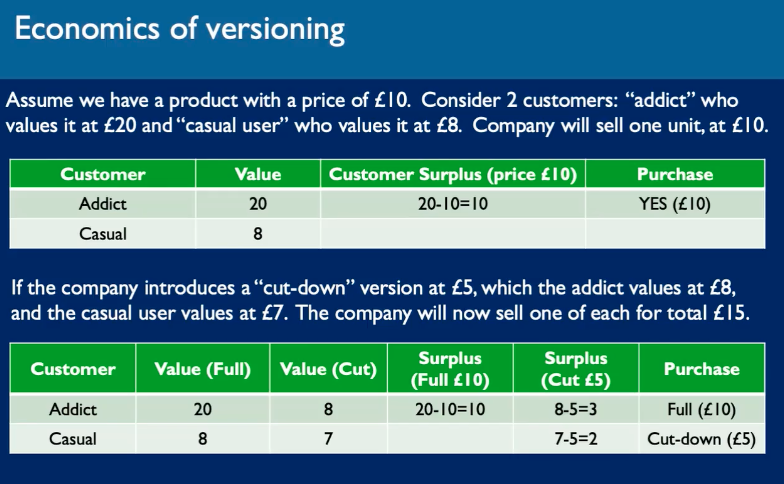 Economics of versioning
Assume we have a product with a price of £10. Consider 2 customers: “addict” who
values it at £20 and “casual user” who values it at £8. Company will sell one unit, at £10.
Customer Value Customer Surplus (price £10) Purchase
Addict 20 20-10=10 YES (£10)
Casual 8
If the company introduces a “cut-down” version at £5, which the addict values at £8,
and the casual user values at £7. The company will now sell one of each for total £15.
Customer Value (Full) Value (Cut) Surplus (Full £10) Surplus (Cut £5) Purchase
Addict 20 8 20-10=10 8-5=3 Full (£10)
Casual 8 7 7-5=2 Cut-down (£5)